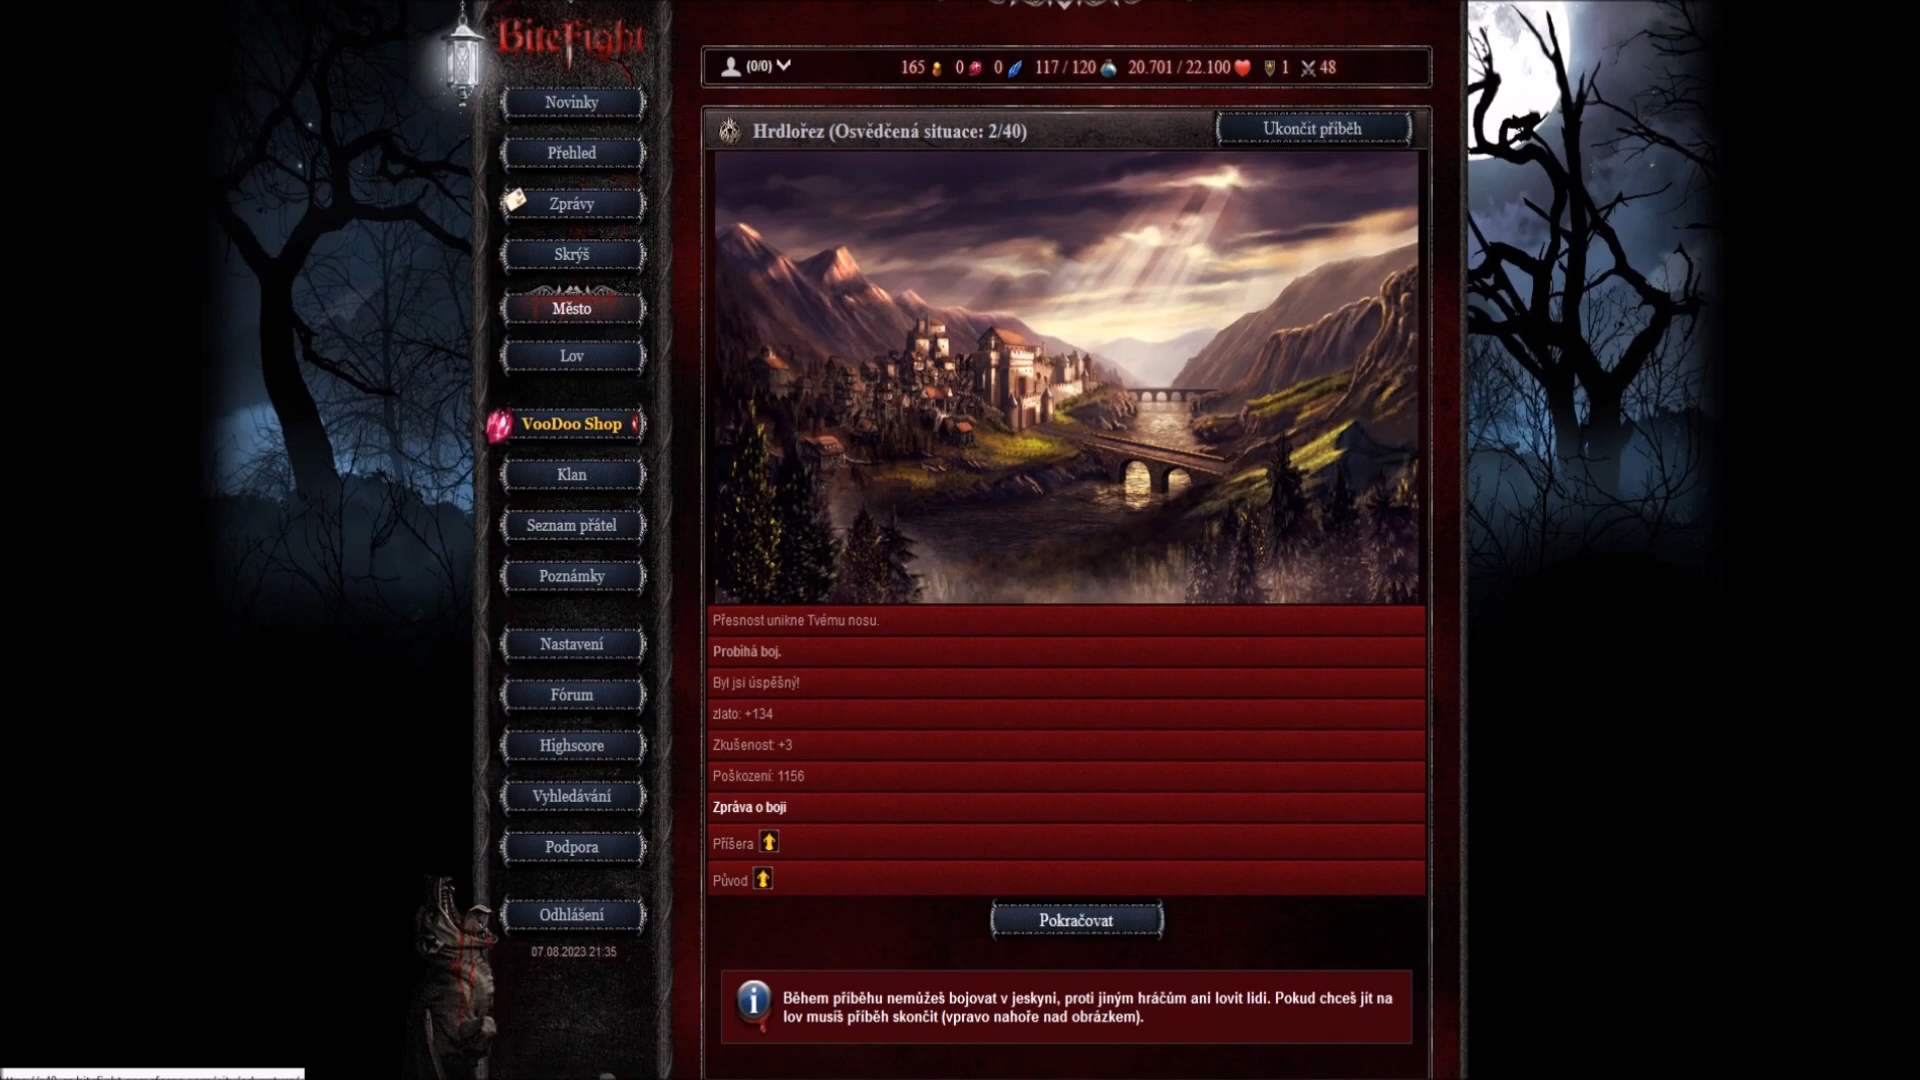 BiteFight
(0/0) 165 0 0 117 / 120 20.701 / 22.100 1 48
Novinky
Přehled
Zprávy
Skrýš
Město
Lov
VooDoo Shop
Klan
Seznam přátel
Poznámky
Nastavení
Fórum
Highscore
Vyhledávání
Podpora
Odhlášení
07.08.2023 21:35
Hrdlořez (Osvědčená situace: 2/40)
Ukončit příběh
Přesnost unikne Tvému nosu.
Probíhá boj.
Byl jsi úspěšný!
zlato: +134
Zkušenost: +3
Poškození: 1156
Zpráva o boji
Příšera
Původ
Pokračovat
Během příběhu nemůžeš bojovat v jeskyni, proti jiným hráčům ani lovit lidi. Pokud chceš jít na
lov musíš příběh skončit (vpravo nahoře nad obrázkem).